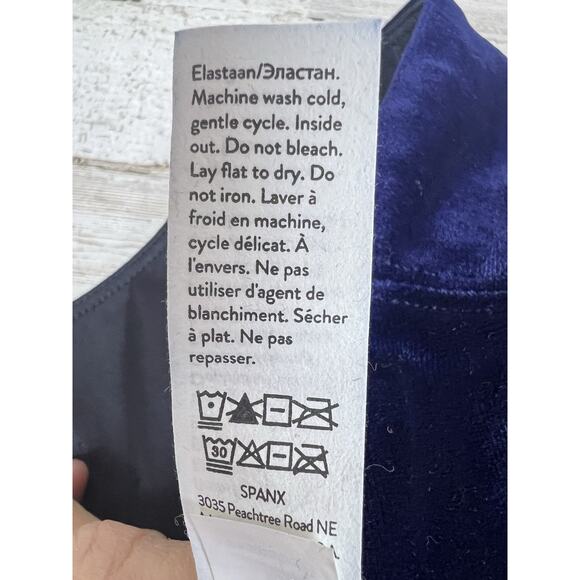 Elastaan/Эластан.
Machine wash cold,
gentle cycle. Inside
out. Do not bleach.
Lay flat to dry. Do
not iron. Laver à
froid en machine,
cycle délicat. À
l'envers. Ne pas
utiliser d'agent de
blanchiment. Sécher
à plat. Ne pas
repasser.
30
SPANX
3035 Peachtree Road NE